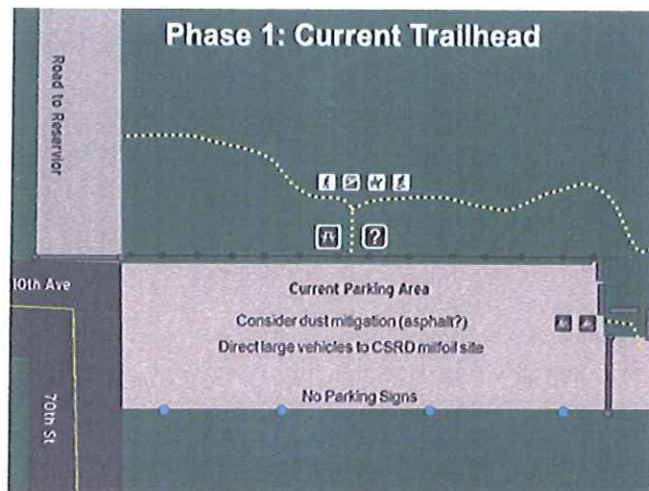 Phase 1: Current Trailhead
Road to Reservior
?
10th Ave
Current Parking Area
Consider dust mitigation (asphalt?)
Direct large vehicles to CSRD milfoil site
No Parking Signs
70th St